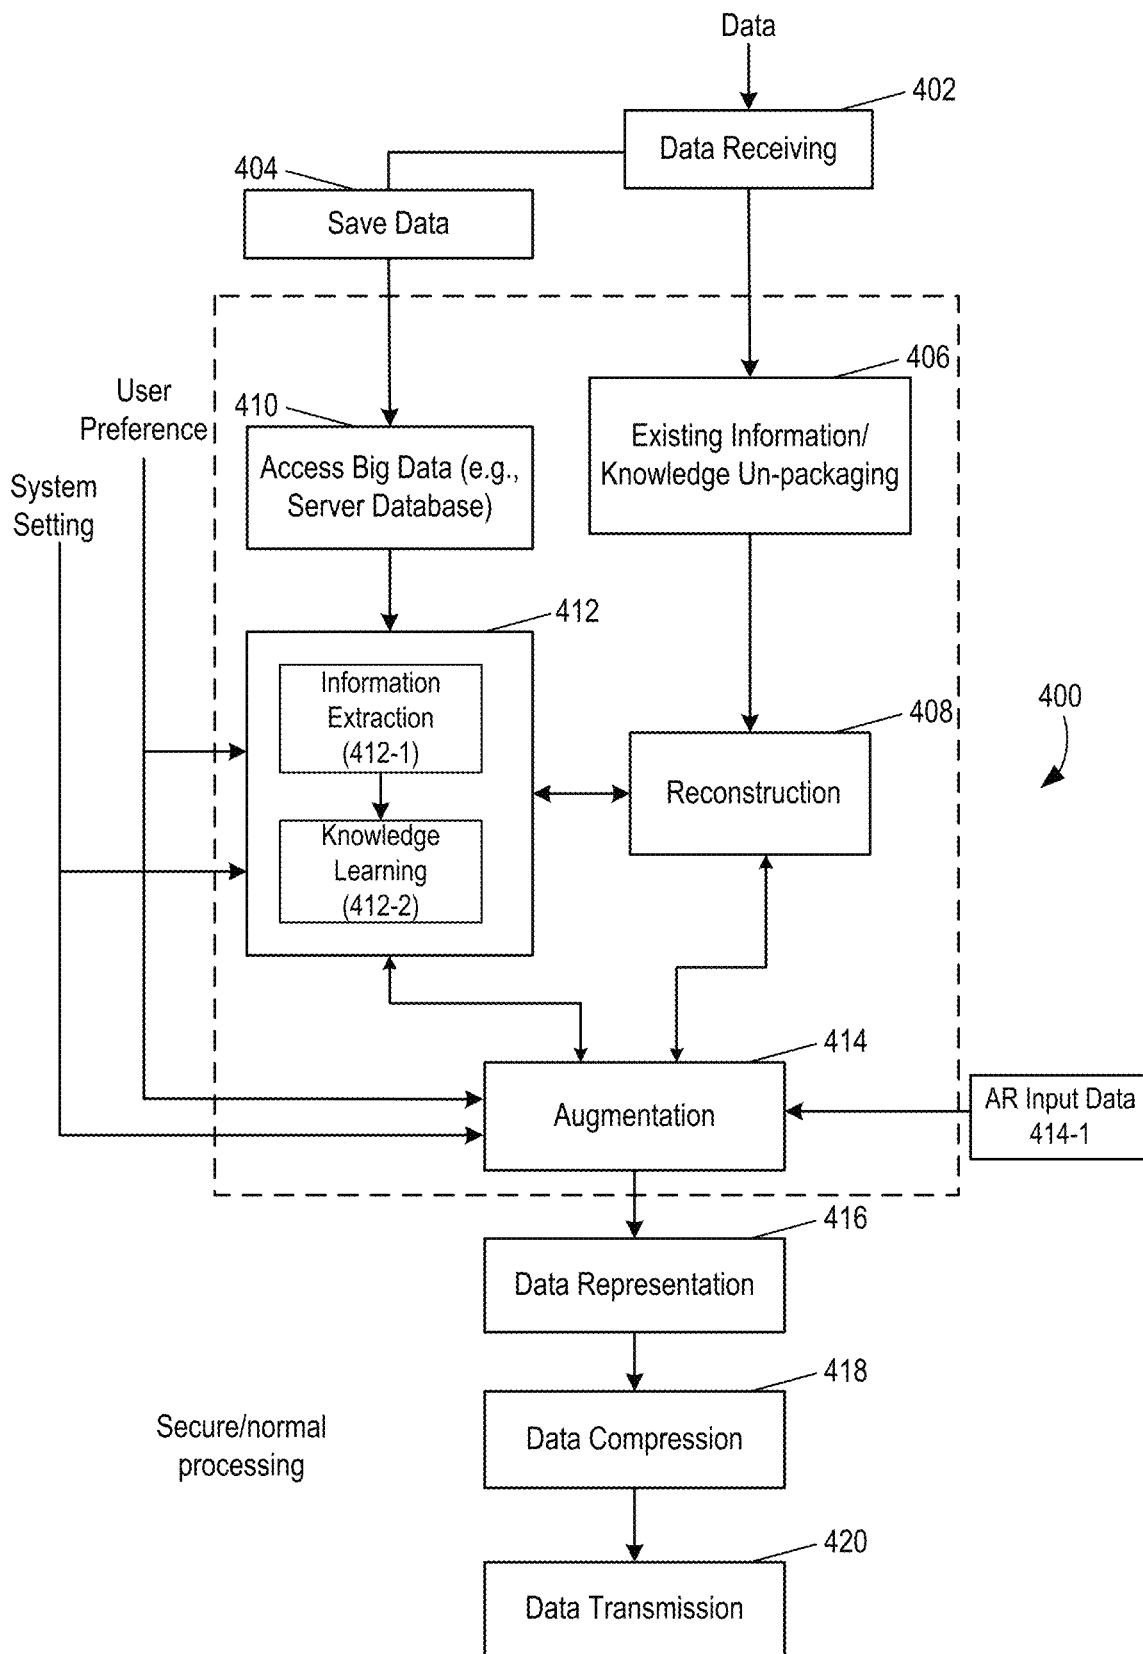 Data
402
Data Receiving
404
Save Data
406
User
Preference
410
Existing Information/
Knowledge Un-packaging
Access Big Data (e.g.,
Server Database)
System
Setting
412
Information
Extraction
(412-1)
408
400
Reconstruction
Knowledge
Learning
(412-2)
414
Augmentation
AR Input Data
414-1
416
Data Representation
418
Data Compression
Secure/normal
processing
420
Data Transmission